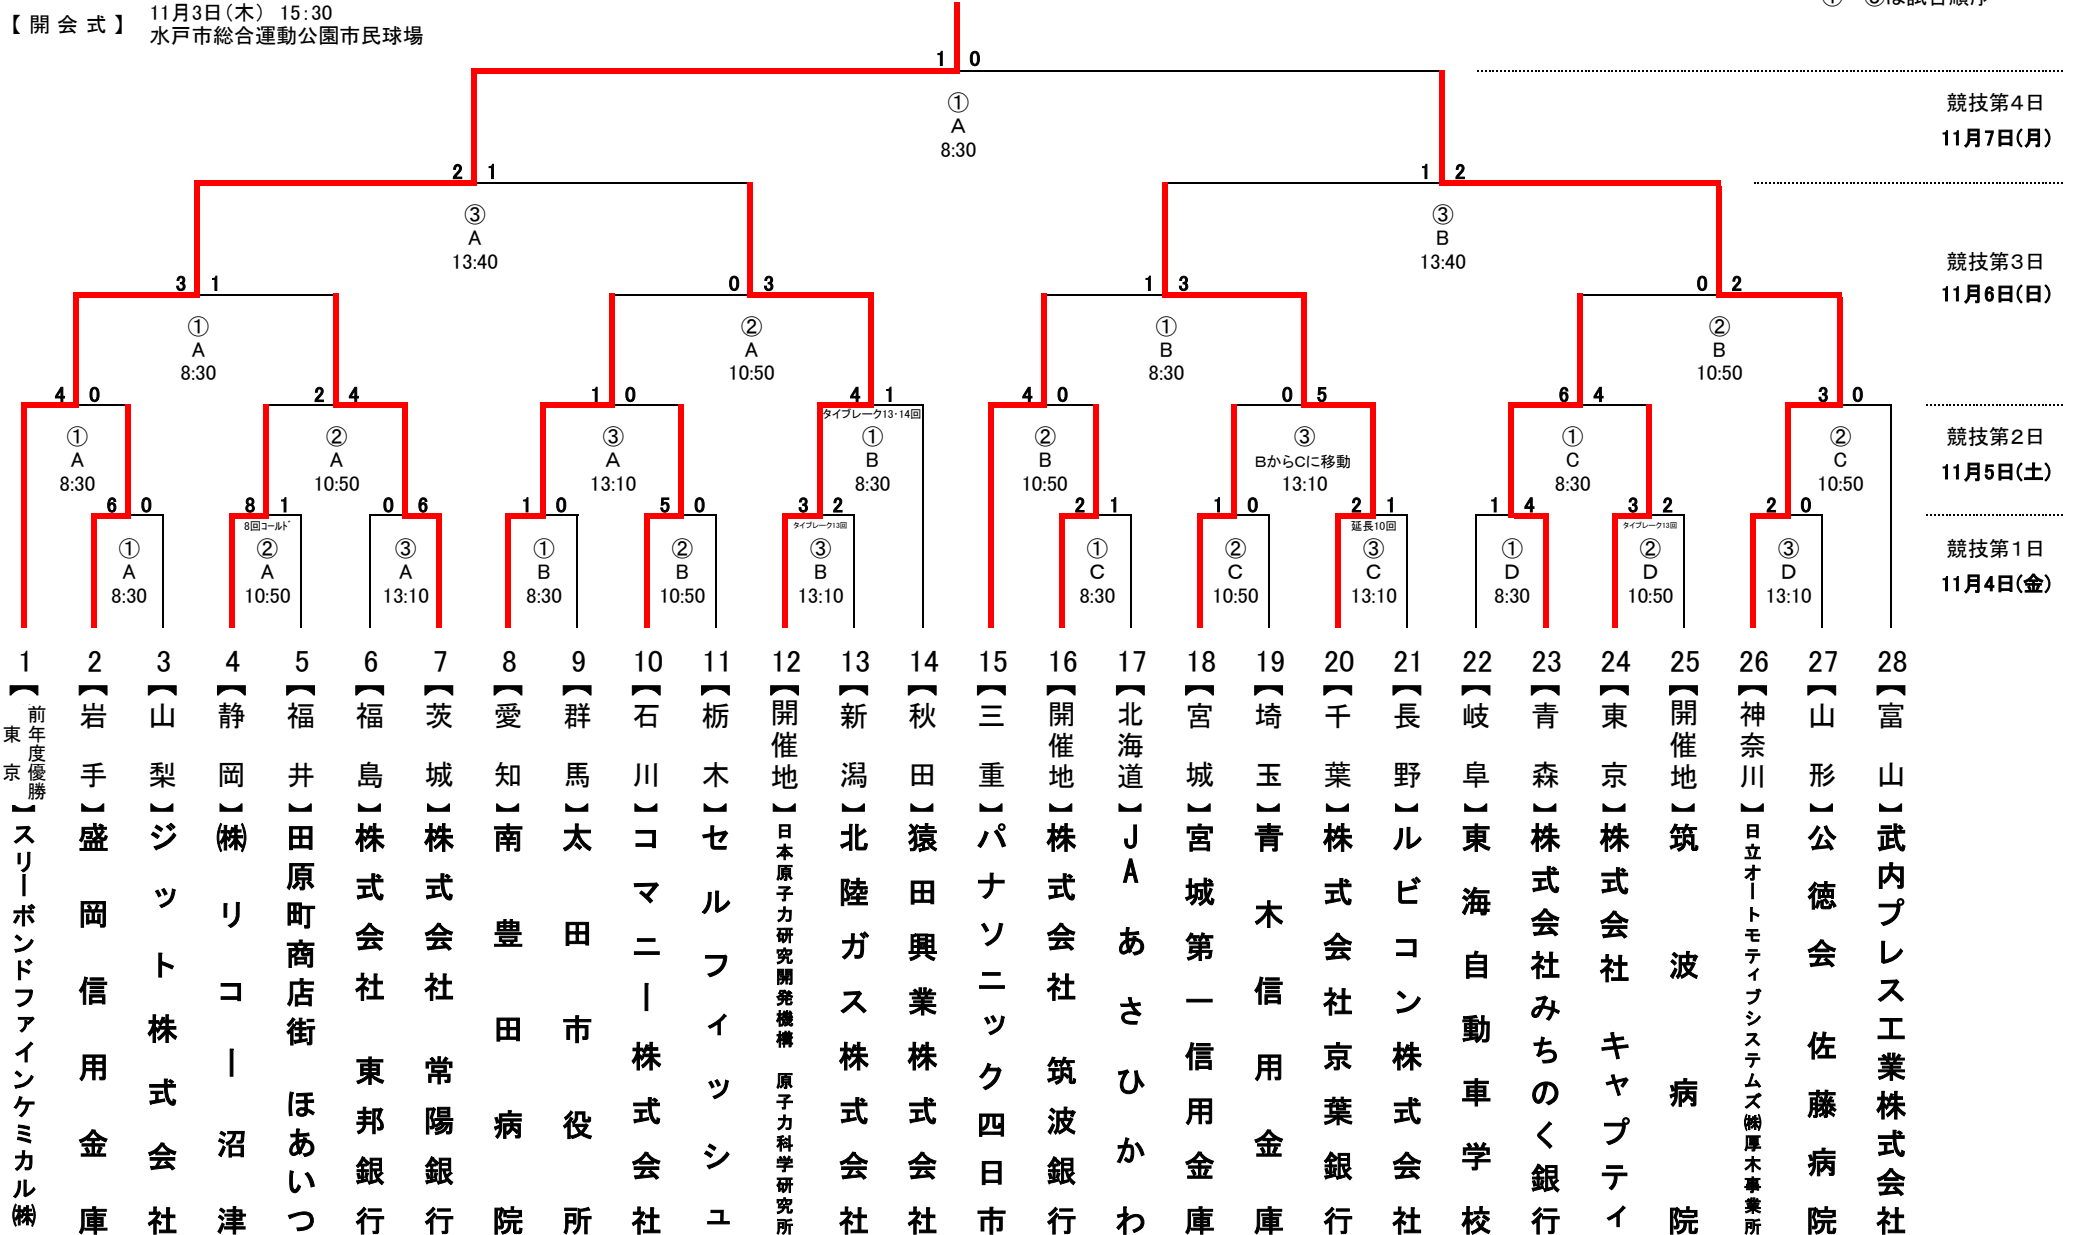 【 開 会 式 】
11月3日(木) 15:30
水戸市総合運動公園市民球場
1 0
①
A
8:30
競技第4日
11月7日(月)
2 1
③
A
13:40
1 2
③
B
13:40
競技第3日
11月6日(日)
3 1
①
A
8:30
0 3
②
A
10:50
1 3
①
B
8:30
0 2
②
B
10:50
4 0
①
A
8:30
2 4
②
A
10:50
1 0
③
A
13:10
4 1
タイブレーク13・14回
①
B
8:30
4 0
②
B
10:50
0 5
③
BからCに移動
13:10
6 4
①
C
8:30
3 0
②
C
10:50
競技第2日
11月5日(土)
6 0
①
A
8:30
8 1
8回コールド
②
A
10:50
0 6
③
A
13:10
1 0
①
B
8:30
5 0
②
B
10:50
3 2
タイブレーク13回
③
B
13:10
2 1
①
C
8:30
1 0
②
C
10:50
2 1
延長10回
③
C
13:10
1 4
①
D
8:30
3 2
タイブレーク13回
②
D
10:50
2 0
③
D
13:10
競技第1日
11月4日(金)
1
【東京 前年度優勝】
スリーボンドファインケミカル㈱
2
【岩手】
盛岡信用金庫
3
【山梨】
ジット株式会社
4
【静岡】
㈱リコー沼津
5
【福井】
田原町商店街 ほあいつ
6
【福島】
株式会社 東邦銀行
7
【茨城】
株式会社 常陽銀行
8
【愛知】
南豊田病院
9
【群馬】
太田市役所
10
【石川】
コマニー株式会社
11
【栃木】
セルフィッシュ
12
【開催地】
日本原子力研究開発機構 原子力科学研究所
13
【新潟】
北陸ガス株式会社
14
【秋田】
猿田興業株式会社
15
【三重】
パナソニック四日市
16
【開催地】
株式会社 筑波銀行
17
【北海道】
JAあさひかわ
18
【宮城】
宮城第一信用金庫
19
【埼玉】
青木信用金庫
20
【千葉】
株式会社京葉銀行
21
【長野】
ルビコン株式会社
22
【岐阜】
東海自動車学校
23
【青森】
株式会社みちのく銀行
24
【東京】
株式会社 キャプティ
25
【開催地】
筑波病院
26
【神奈川】
日立オートモティブシステムズ㈱厚木事業所
27
【山形】
公徳会 佐藤病院
28
【富山】
武内プレス工業株式会社